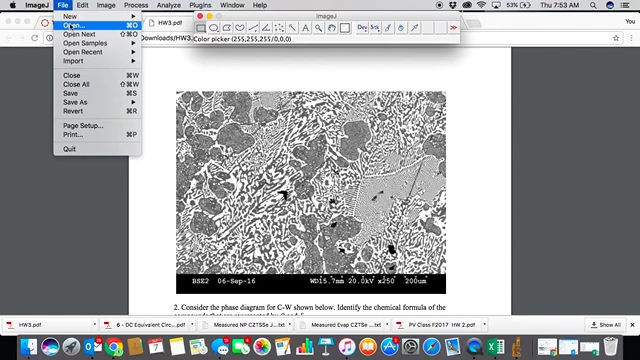 ImageJ File Edit Image Process Analyze Plugins Window Help 53% Thu 7:53 AM
HW3.pdf
ImageJ
New
Open... ⌘O
Open Next ⇧⌘O
Open Samples
Open Recent
Import
Close ⌘W
Close All ⇧⌘W
Save ⌘S
Save As
Revert ⌘R
Page Setup...
Print... ⌘P
Quit
Dev Stk
Color picker (255,255,255/0,0,0)
Downloads/HW3.pdf
BSE2 06-Sep-16 WD15.7mm 20.0kV x250 200um
2. Consider the phase diagram for C-W shown below. Identify the chemical formula of the
HW3.pdf
6 - DC Equivalent Circ....pdf
Measured NP CZTSe ....txt
Measured Evap CZTSe ....txt
PV Class F2017 HW 2.pdf